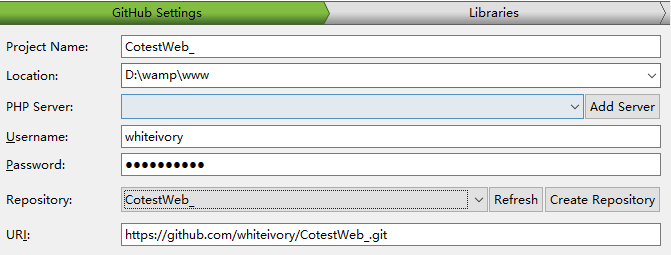 GitHub Settings Libraries
Project Name: CotestWeb_
Location: D:\wamp\www
PHP Server: Add Server
Username: whiteivory
Password: ●●●●●●●●●●
Repository: CotestWeb_ Refresh Create Repository
URI: https://github.com/whiteivory/CotestWeb_.git